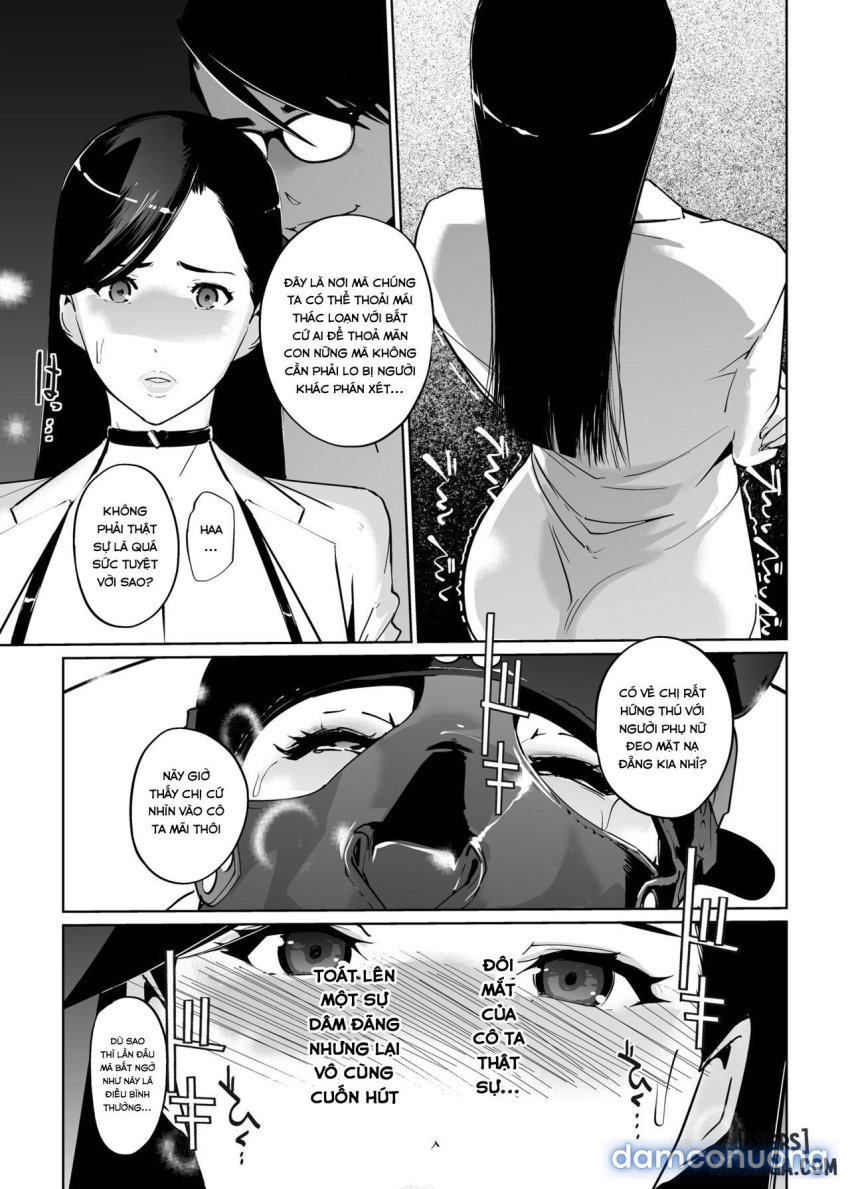 ĐÂY LÀ NƠI MÀ CHÚNG
TA CÓ THỂ THOẢI MÁI
THÁC LOẠN VỚI BẤT
CỨ AI ĐỂ THOẢ MÃN
CON NỮNG MÀ KHÔNG
CẦN PHẢI LO BỊ NGƯỜI
KHÁC PHÁN XÉT...
HAA
...
KHÔNG
PHẢI THẬT
SỰ LÀ QUÁ
SỨC TUYỆT
VỜI SAO?
CÓ VẺ CHỊ RẤT
HỨNG THÚ VỚI
NGƯỜI PHỤ NỮ
ĐEO MẶT NẠ
ĐẰNG KIA NHỈ?
NÃY GIỜ
THẤY CHỊ CỨ
NHÌN VÀO CÔ
TA MÃI THÔI
ĐÔI
MẮT
CỦA
CÔ TA
THẬT
SỰ...
TOÁT LÊN
MỘT SỰ
DÂM ĐÃNG
NHƯNG LẠI
VÔ CÙNG
CUỐN HÚT
DÙ SAO
THÌ LẦN ĐẦU
MÀ BẤT NGỜ
NHƯ NÀY LÀ
ĐIỀU BÌNH
THƯỜNG...
damconuong
.COM